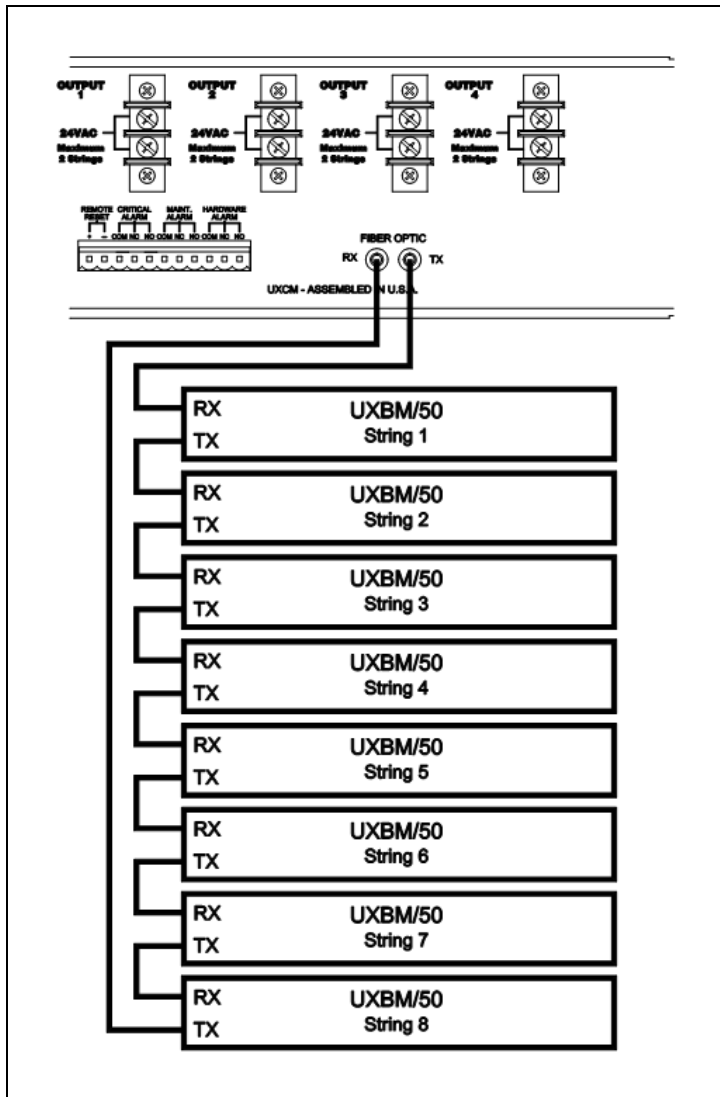 OUTPUT 1 OUTPUT 2 OUTPUT 3 OUTPUT 4
24VAC 24VAC 24VAC 24VAC
Maximum Maximum Maximum Maximum
2 Strings 2 Strings 2 Strings 2 Strings
REMOTE RESET CRITICAL ALARM MAINT. ALARM HARDWARE ALARM
+ – COM NC NO COM NC NO COM NC NO
FIBER OPTIC
RX TX
UXCM - ASSEMBLED IN U.S.A.
RX UXBM/50
TX String 1
RX UXBM/50
TX String 2
RX UXBM/50
TX String 3
RX UXBM/50
TX String 4
RX UXBM/50
TX String 5
RX UXBM/50
TX String 6
RX UXBM/50
TX String 7
RX UXBM/50
TX String 8